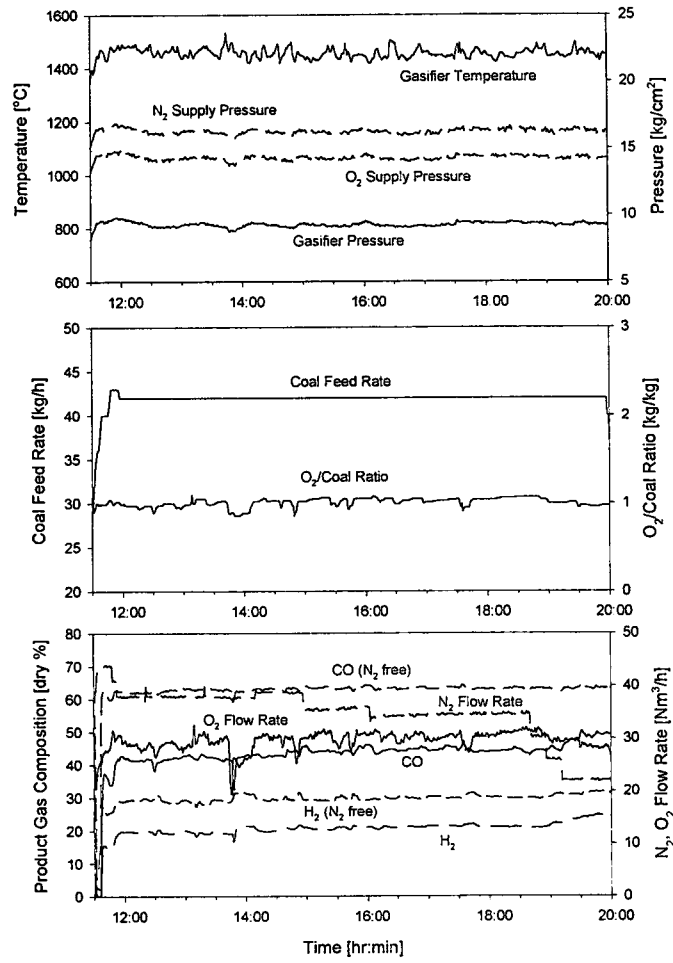 1600
1400
1200
1000
800
600
25
20
15
10
5
Temperature [°C]
Pressure [kg/cm²]
Gasifier Temperature
N₂ Supply Pressure
O₂ Supply Pressure
Gasifier Pressure
12:00 14:00 16:00 18:00 20:00
50
45
40
35
30
25
20
3
2
1
0
Coal Feed Rate [kg/h]
O₂/Coal Ratio [kg/kg]
Coal Feed Rate
O₂/Coal Ratio
12:00 14:00 16:00 18:00 20:00
80
70
60
50
40
30
20
10
0
50
40
30
20
10
0
Product Gas Composition [dry %]
N₂, O₂ Flow Rate [Nm³/h]
CO (N₂ free)
N₂ Flow Rate
O₂ Flow Rate
CO
H₂ (N₂ free)
H₂
12:00 14:00 16:00 18:00 20:00
Time [hr:min]